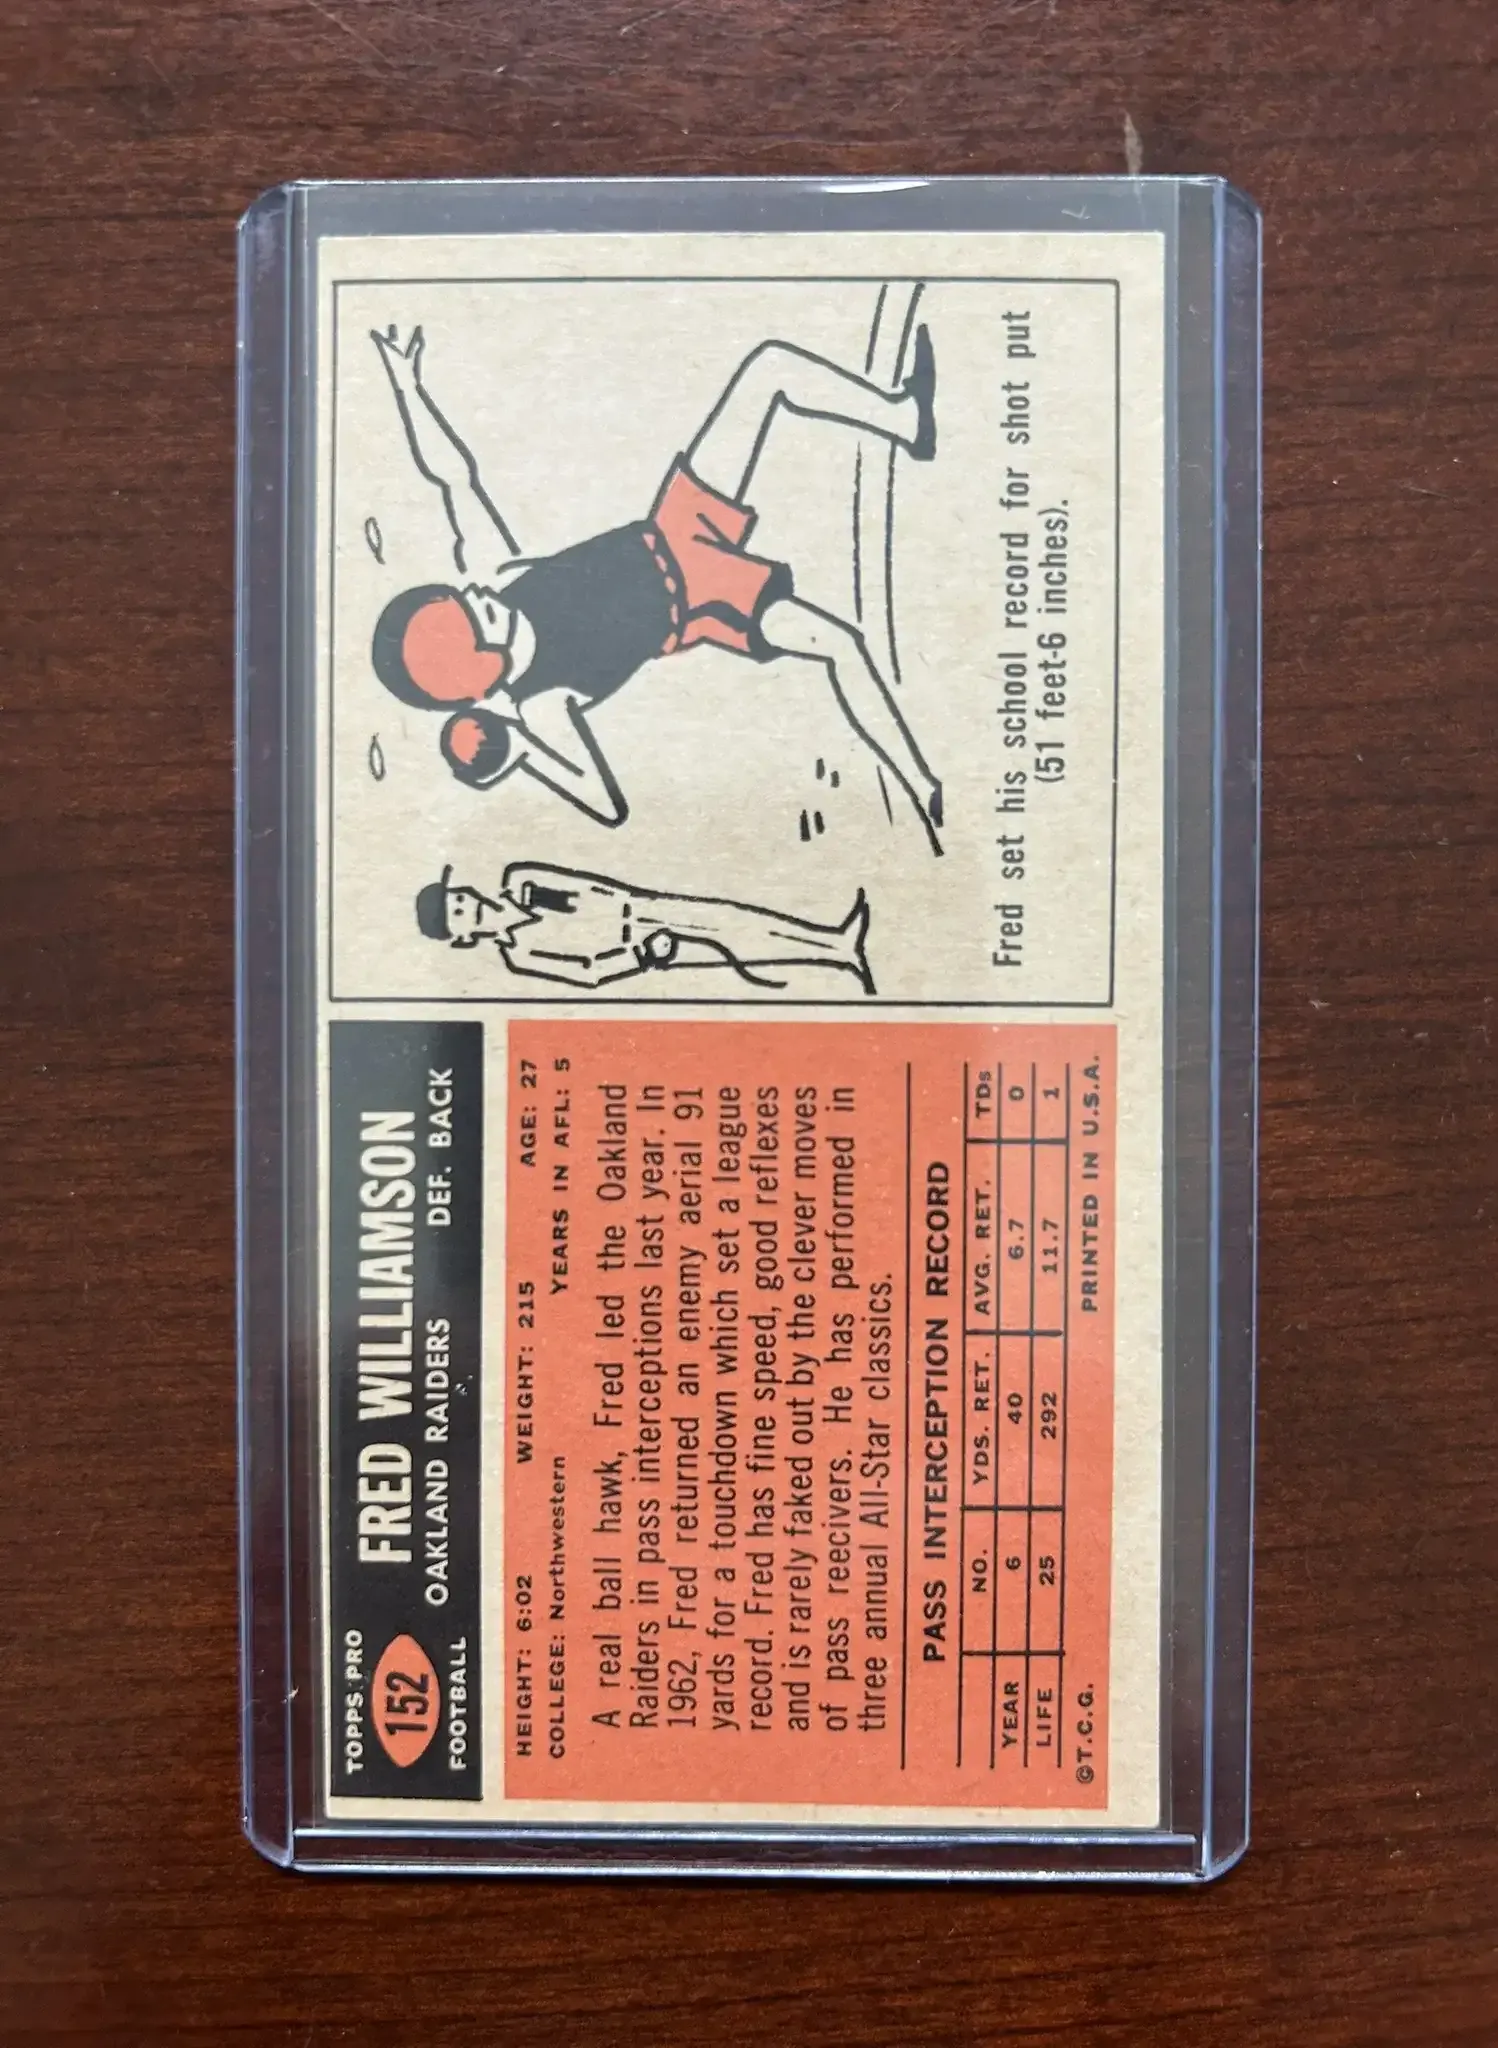 TOPPS PRO
152
FOOTBALL
FRED WILLIAMSON
OAKLAND RAIDERS DEF. BACK
HEIGHT: 6:02 WEIGHT: 215 AGE: 27
COLLEGE: Northwestern YEARS IN AFL: 5
A real ball hawk, Fred led the Oakland
Raiders in pass interceptions last year. In
1962, Fred returned an enemy aerial 91
yards for a touchdown which set a league
record. Fred has fine speed, good reflexes
and is rarely faked out by the clever moves
of pass reecivers. He has performed in
three annual All-Star classics.
PASS INTERCEPTION RECORD
NO. YDS. RET. AVG. RET. TDs
YEAR 6 40 6.7 0
LIFE 25 292 11.7 1
©T.C.G. PRINTED IN U.S.A.
Fred set his school record for shot put
(51 feet-6 inches).